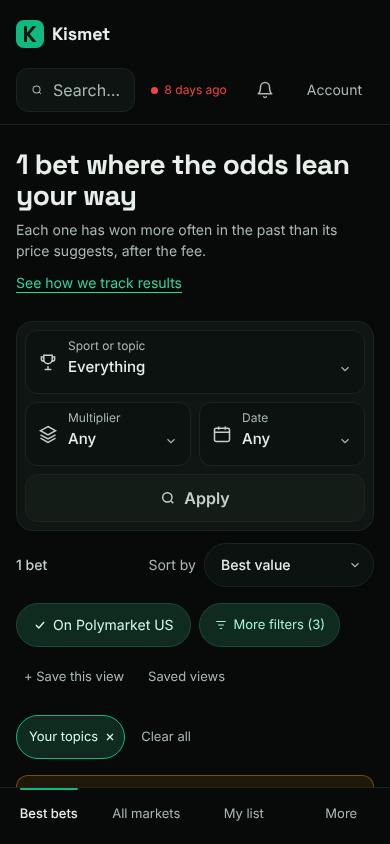 Kismet
Search...
8 days ago
Account
1 bet where the odds lean
your way
Each one has won more often in the past than its
price suggests, after the fee.
See how we track results
Sport or topic
Everything
Multiplier
Any
Date
Any
Apply
1 bet
Sort by
Best value
On Polymarket US
More filters (3)
+ Save this view
Saved views
Your topics ×
Clear all
Best bets
All markets
My list
More